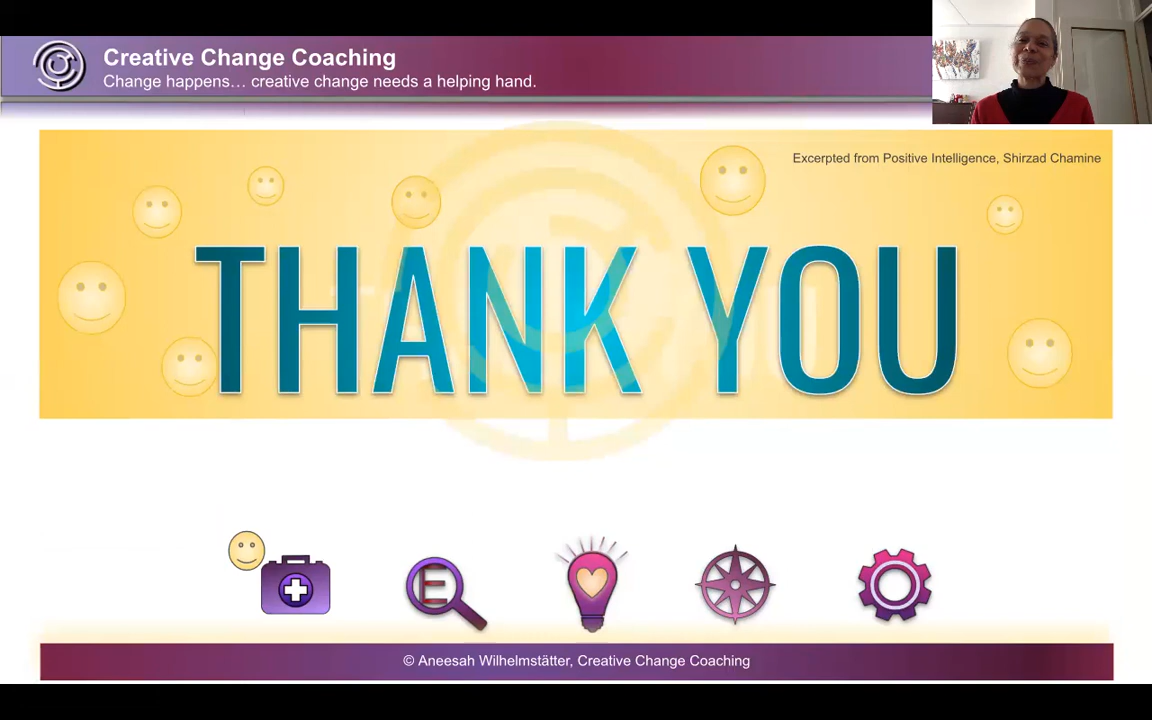 Creative Change Coaching
Change happens… creative change needs a helping hand.
Excerpted from Positive Intelligence, Shirzad Chamine
THANK YOU
E
© Aneesah Wilhelmstätter, Creative Change Coaching